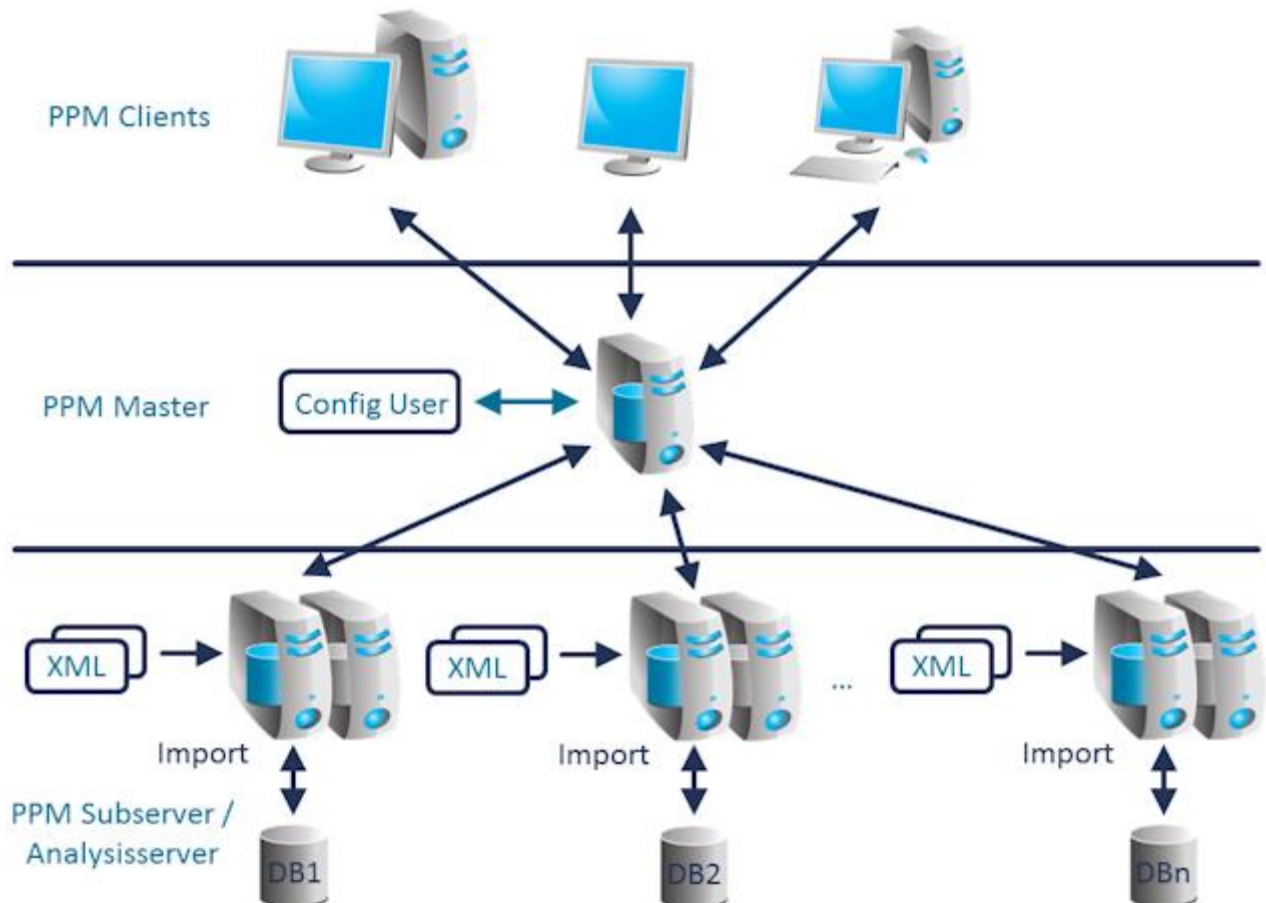 PPM Clients
PPM Master
Config User
XML
XML
...
XML
Import
Import
Import
PPM Subserver /
Analysisserver
DB1
DB2
DBn